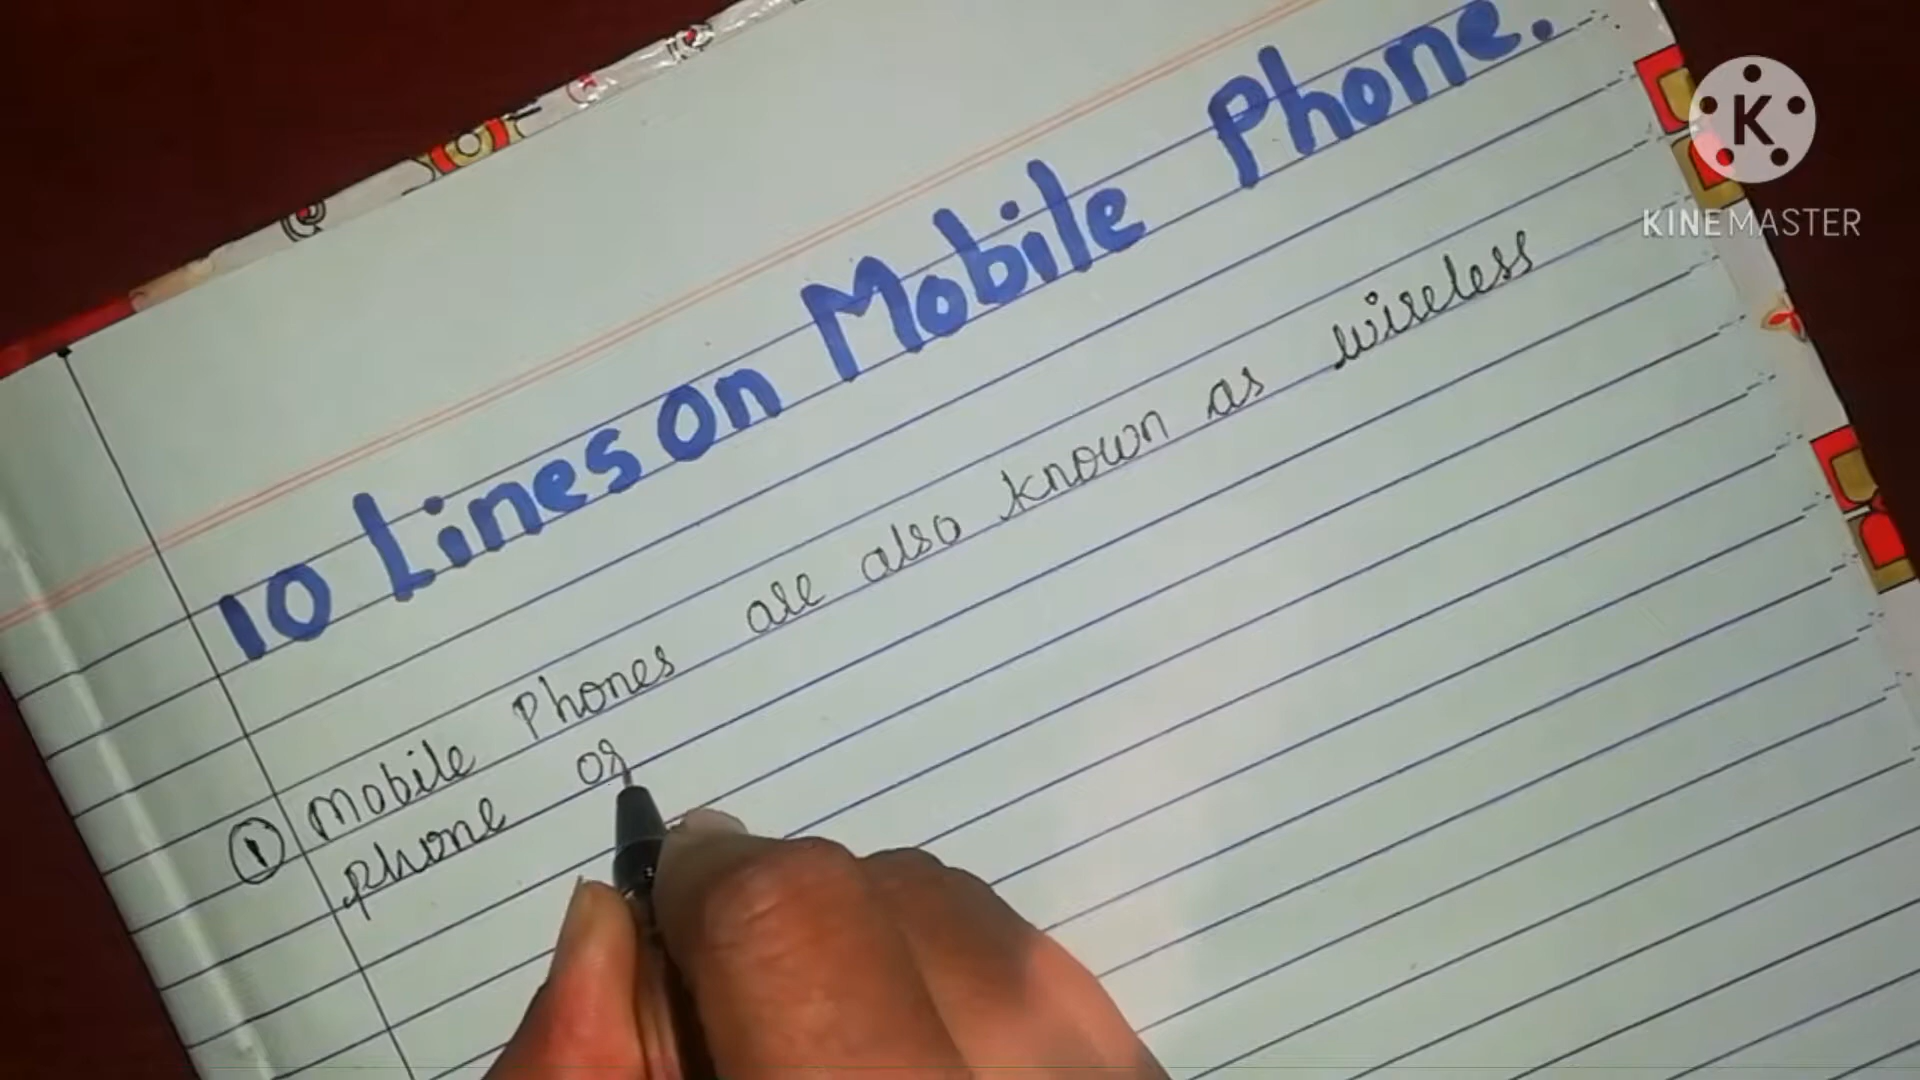 10 Lines on Mobile Phone.
① Mobile Phones are also known as wireless
phone or
K
KINEMASTER